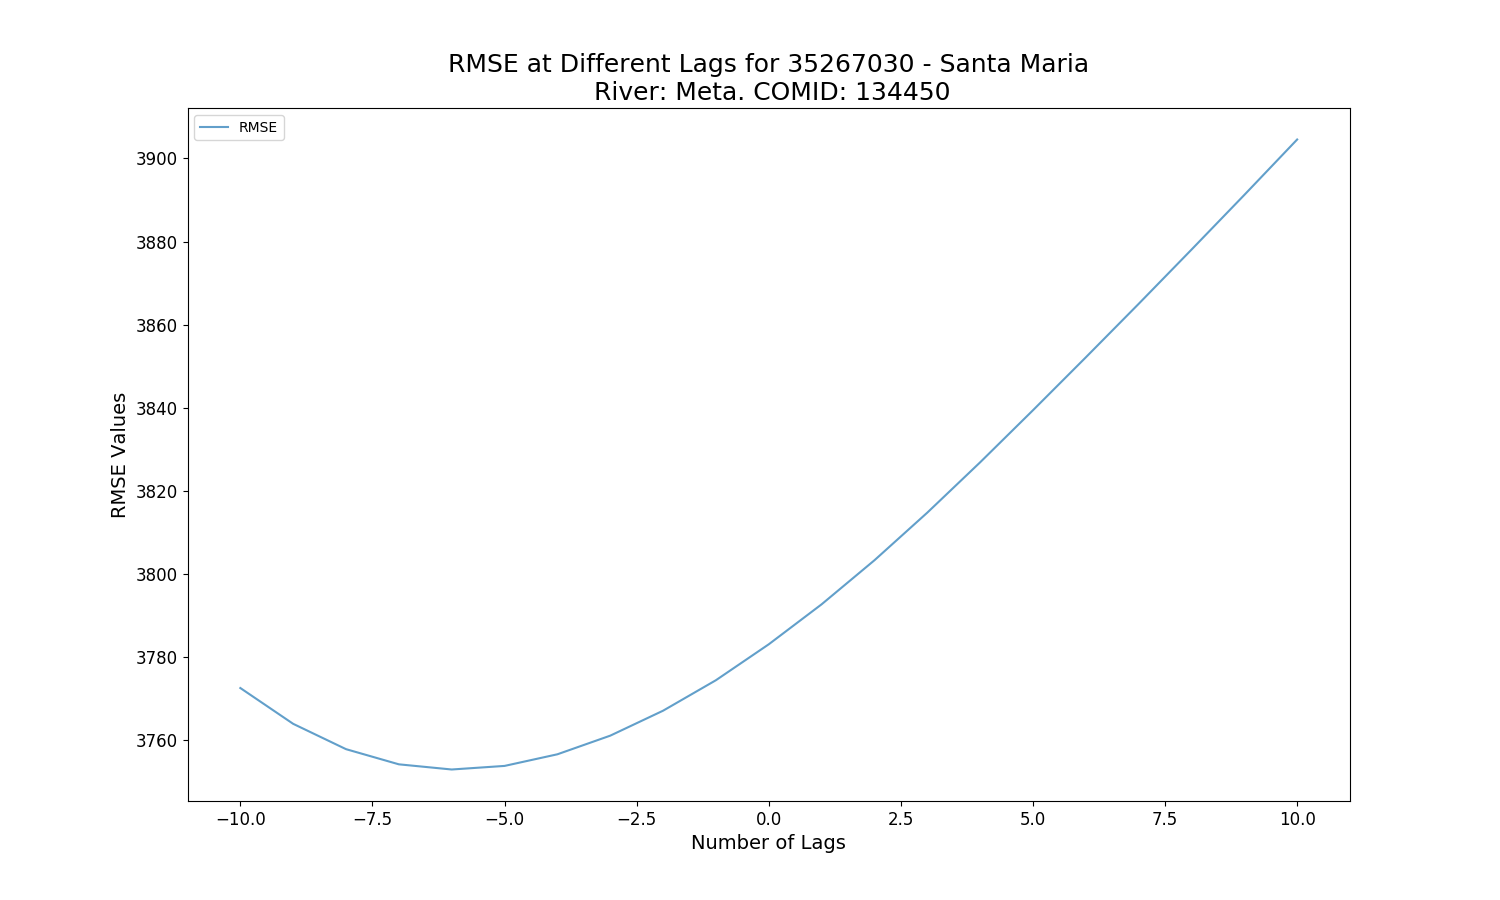 RMSE at Different Lags for 35267030 - Santa Maria
River: Meta. COMID: 134450
RMSE
3900
3880
3860
3840
3820
3800
3780
3760
RMSE Values
−10.0 −7.5 −5.0 −2.5 0.0 2.5 5.0 7.5 10.0
Number of Lags